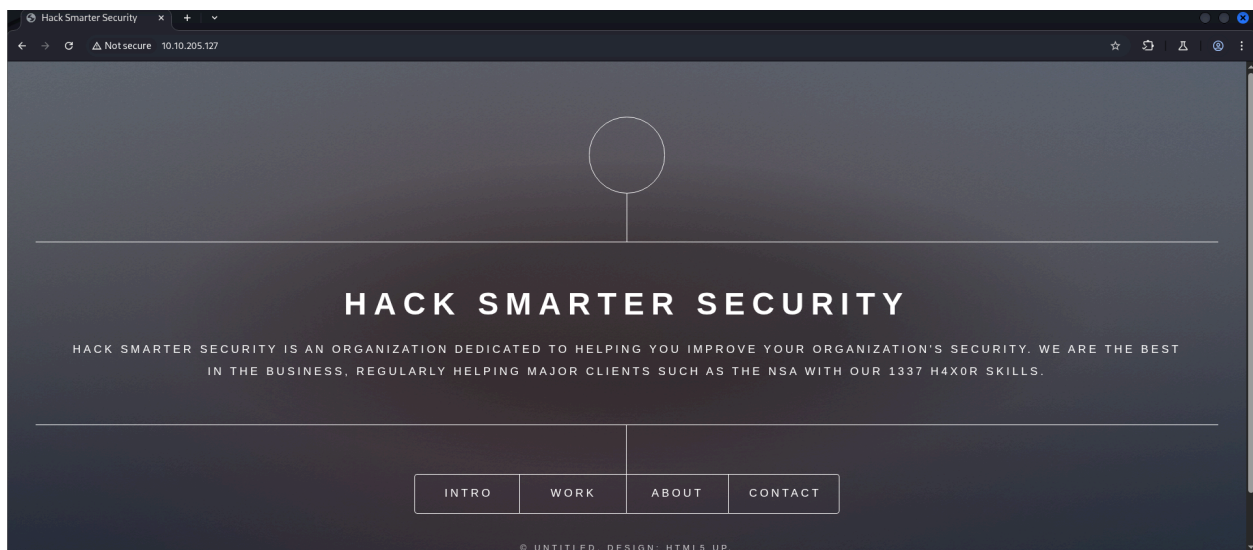 Hack Smarter Security
Not secure 10.10.205.127
HACK SMARTER SECURITY
HACK SMARTER SECURITY IS AN ORGANIZATION DEDICATED TO HELPING YOU IMPROVE YOUR ORGANIZATION'S SECURITY. WE ARE THE BEST
IN THE BUSINESS, REGULARLY HELPING MAJOR CLIENTS SUCH AS THE NSA WITH OUR 1337 H4X0R SKILLS.
INTRO WORK ABOUT CONTACT
© UNTITLED. DESIGN: HTML5 UP